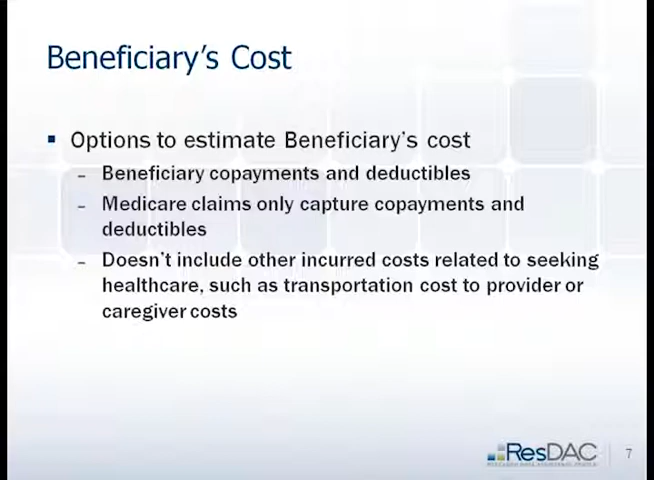 Beneficiary's Cost
▪ Options to estimate Beneficiary's cost
– Beneficiary copayments and deductibles
– Medicare claims only capture copayments and
deductibles
– Doesn't include other incurred costs related to seeking
healthcare, such as transportation cost to provider or
caregiver costs
ResDAC
7